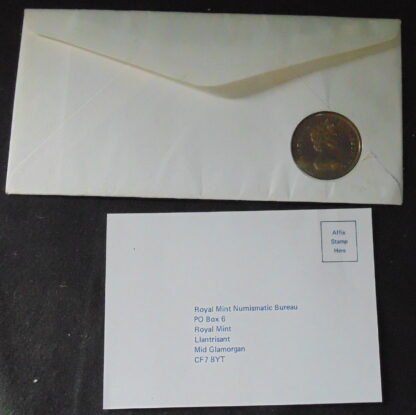 Affix
Stamp
Here
Royal Mint Numismatic Bureau
PO Box 6
Royal Mint
Llantrisant
Mid Glamorgan
CF7 8YT